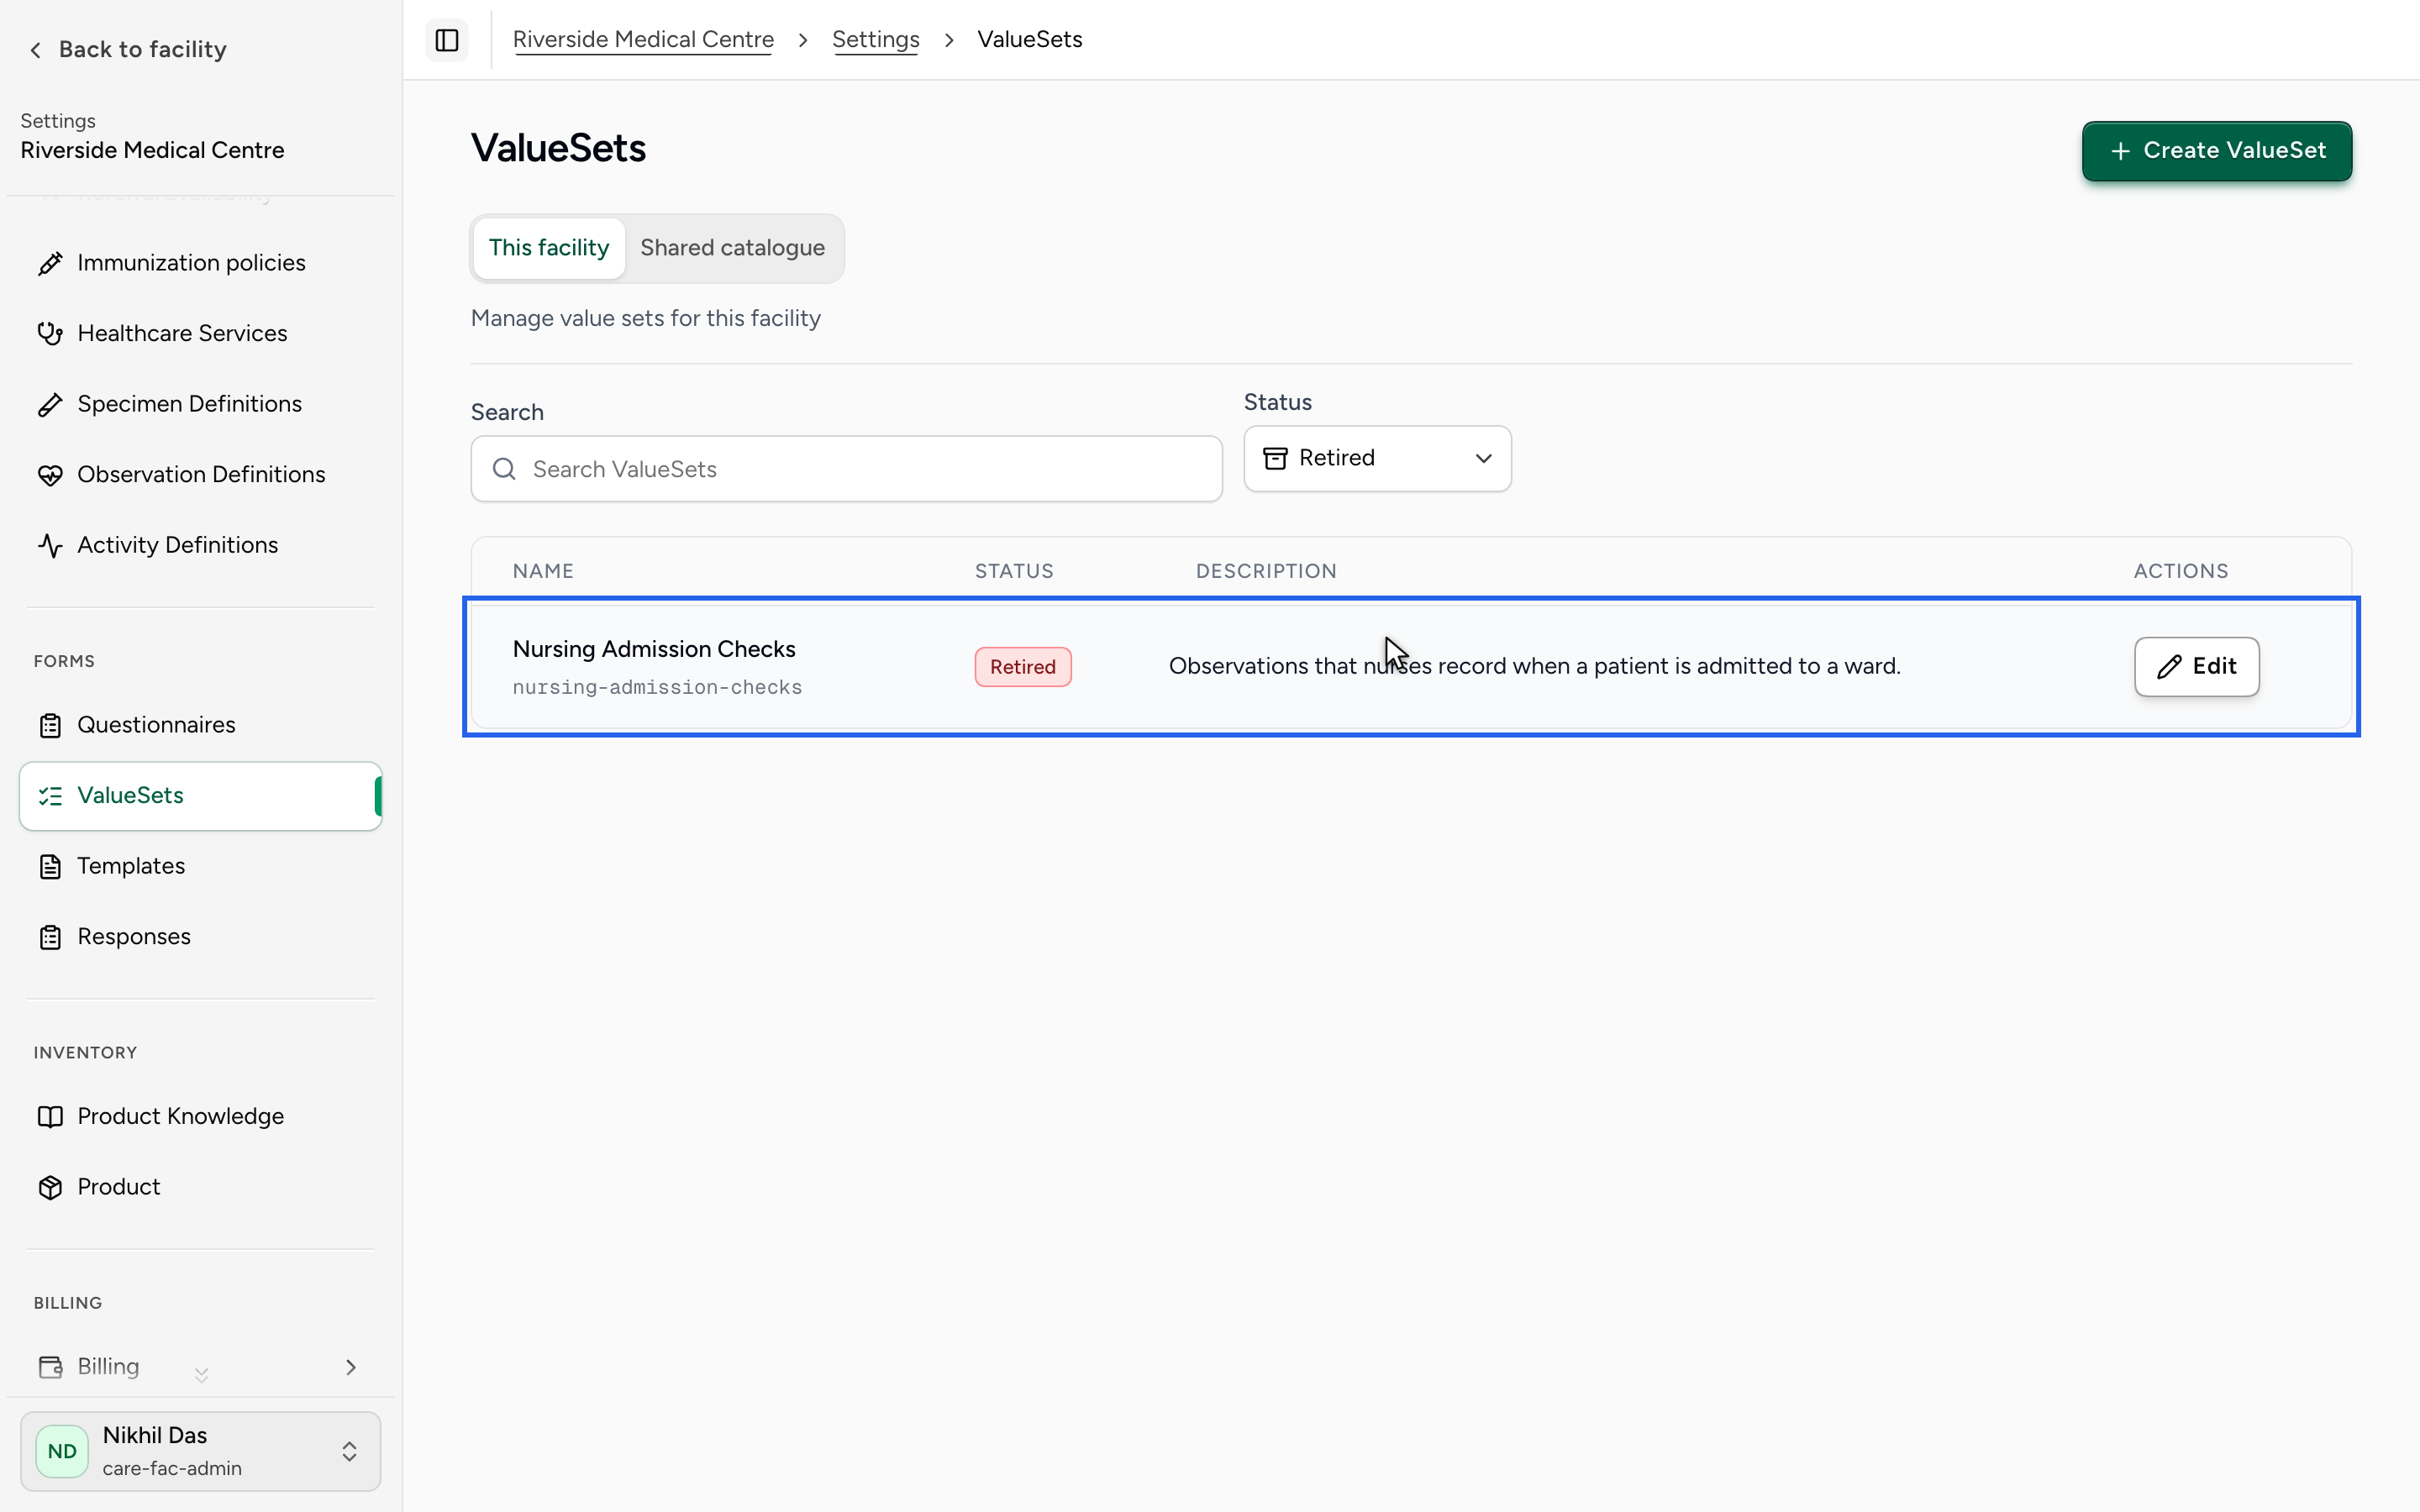 Back to facility
Settings
Riverside Medical Centre
Immunization policies
Healthcare Services
Specimen Definitions
Observation Definitions
Activity Definitions
FORMS
Questionnaires
ValueSets
Templates
Responses
INVENTORY
Product Knowledge
Product
BILLING
Billing
ND
Nikhil Das
care-fac-admin
Riverside Medical Centre > Settings > ValueSets
ValueSets
+ Create ValueSet
This facility
Shared catalogue
Manage value sets for this facility
Search
Search ValueSets
Status
Retired
NAME STATUS DESCRIPTION ACTIONS
Nursing Admission Checks
nursing-admission-checks
Retired
Observations that nurses record when a patient is admitted to a ward.
Edit